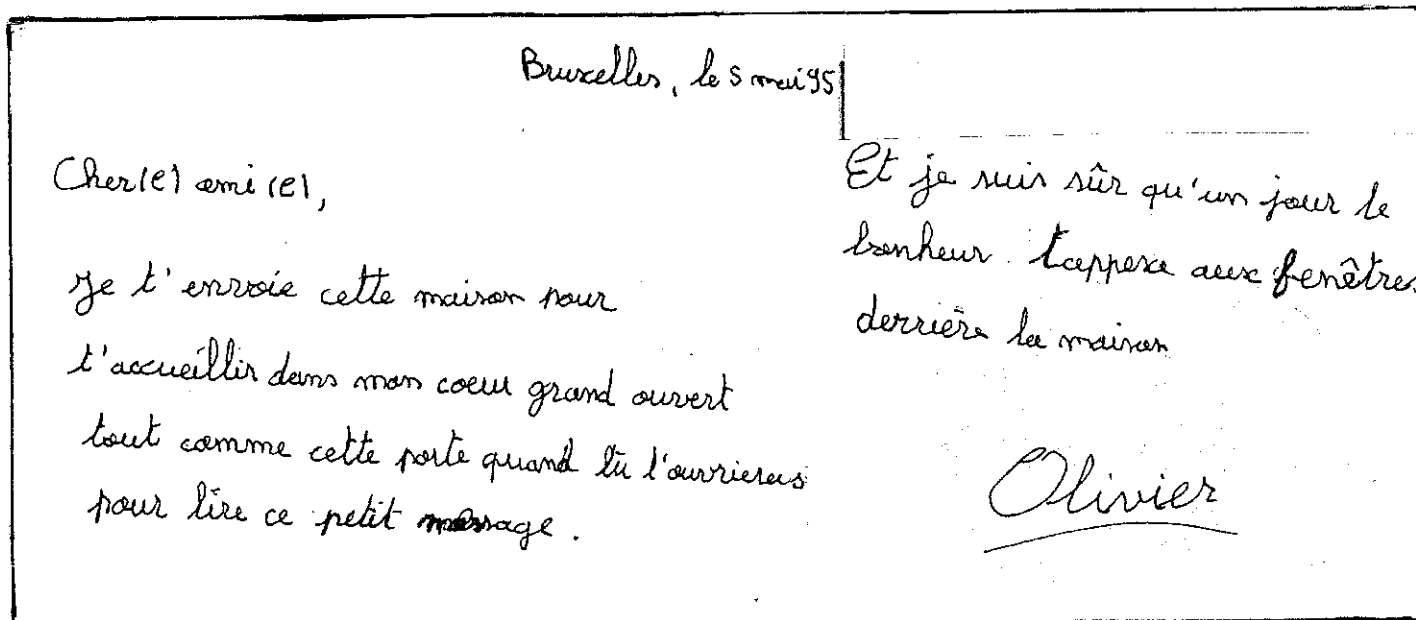 Bruxelles, le 5 mai 95
Cher(e) ami(e),
Je t'envoie cette maison pour
t'accueillir dans mon coeur grand ouvert
tout comme cette porte quand tu l'ouvrieras
pour lire ce petit message.
Et je suis sûr qu'un jour le
bonheur tappera aux fenêtres
derrière la maison
Olivier